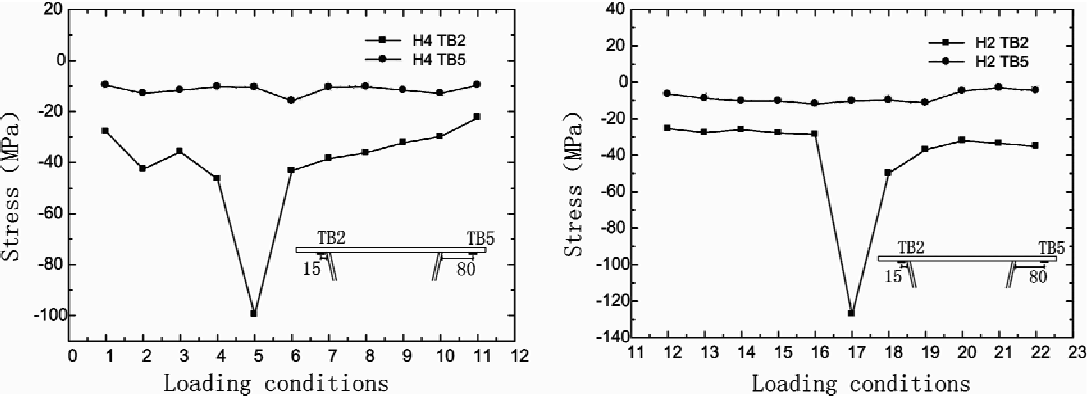 20
0
-20
-40
-60
-80
-100
Stress (MPa)
H4 TB2
H4 TB5
TB2
TB5
15
80
0 1 2 3 4 5 6 7 8 9 10 11 12
Loading conditions
40
20
0
-20
-40
-60
-80
-100
-120
-140
Stress (MPa)
H2 TB2
H2 TB5
TB2
TB5
15
80
11 12 13 14 15 16 17 18 19 20 21 22 23
Loading conditions